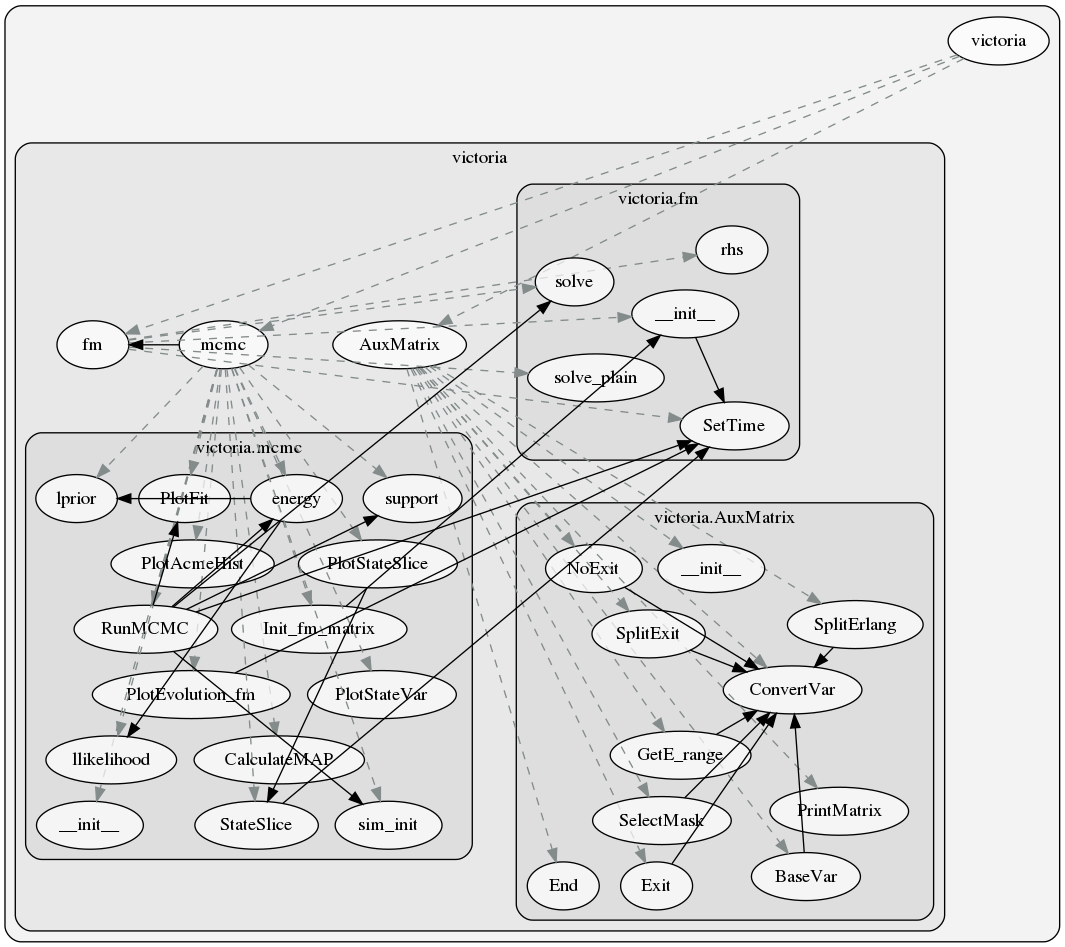 victoria
victoria
victoria.fm
rhs
solve
__init__
fm
mcmc
AuxMatrix
solve_plain
SetTime
victoria.mcmc
lprior
PlotFit
energy
support
victoria.AuxMatrix
PlotAcmeHist
PlotStateSlice
NoExit
__init__
RunMCMC
Init_fm_matrix
SplitExit
SplitErlang
PlotEvolution_fm
PlotStateVar
ConvertVar
llikelihood
CalculateMAP
GetE_range
__init__
StateSlice
sim_init
SelectMask
PrintMatrix
End
Exit
BaseVar